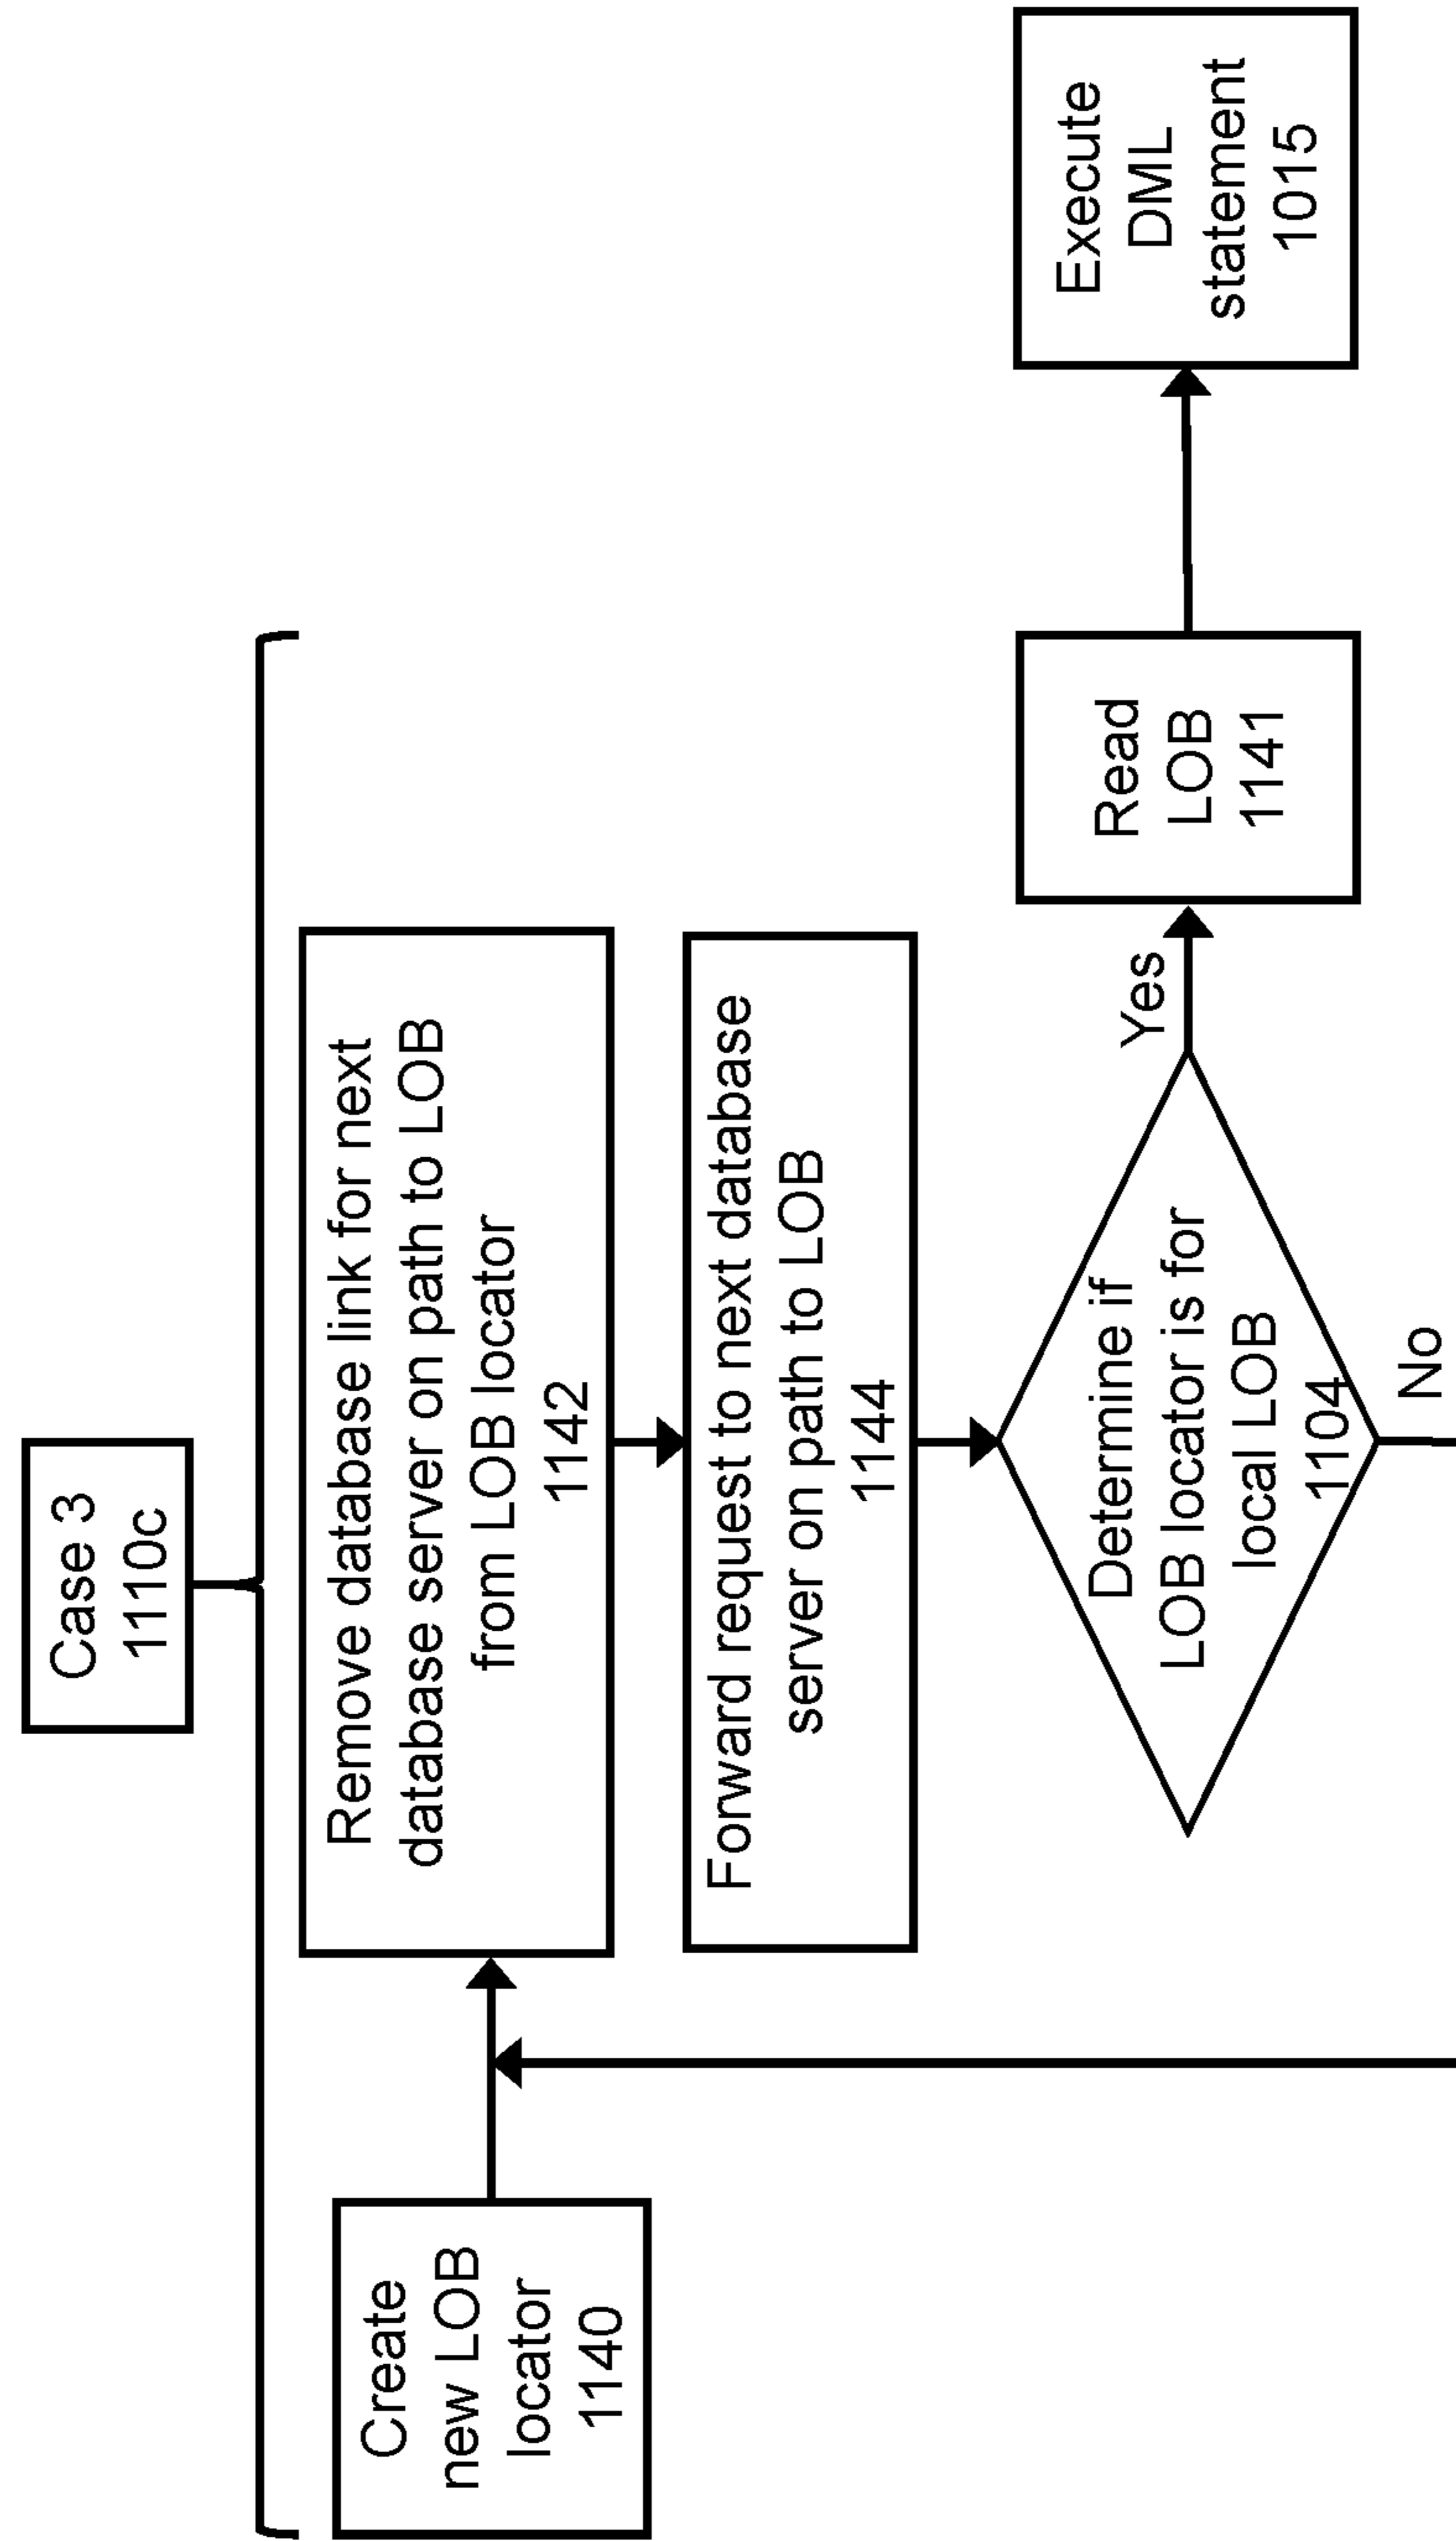 Case 3
1110c
Create
new LOB
locator
1140
Remove database link for next
database server on path to LOB
from LOB locator
1142
Forward request to next database
server on path to LOB
1144
Determine if
LOB locator is for
local LOB
1104
Yes
No
Read
LOB
1141
Execute
DML
statement
1015